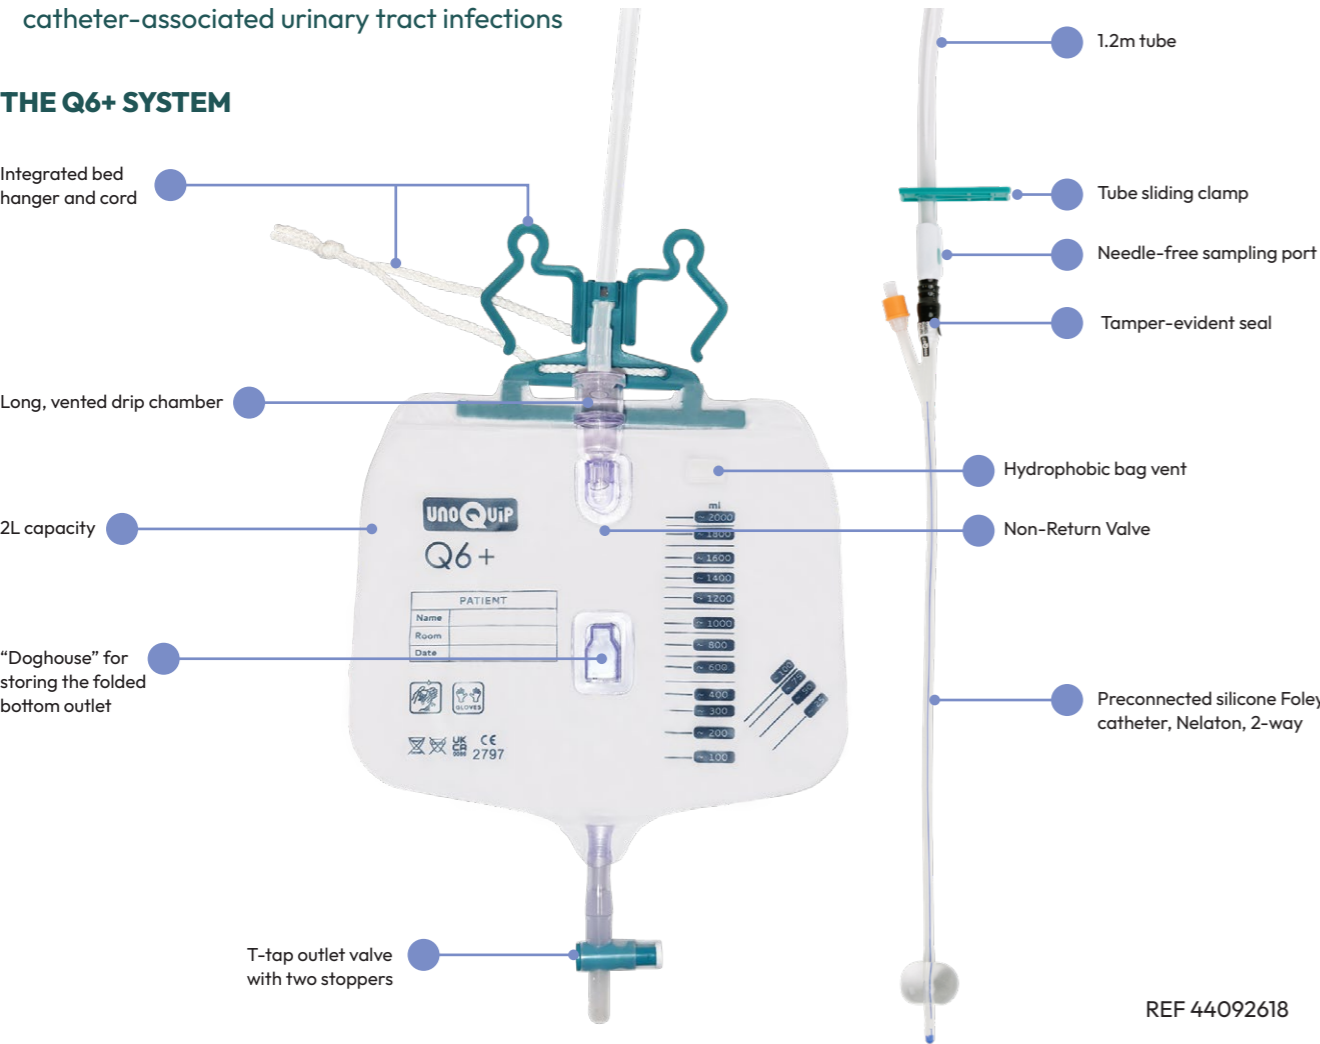 catheter-associated urinary tract infections
THE Q6+ SYSTEM
Integrated bed
hanger and cord
Long, vented drip chamber
2L capacity
“Doghouse” for
storing the folded
bottom outlet
T-tap outlet valve
with two stoppers
1.2m tube
Tube sliding clamp
Needle-free sampling port
Tamper-evident seal
Hydrophobic bag vent
Non-Return Valve
Preconnected silicone Foley
catheter, Nelaton, 2-way
REF 44092618
UNOQUIP
Q6+
PATIENT
Name
Room
Date
GLOVES
UK
CA
CE
2797
ml
~ 2000
~ 1800
~ 1600
~ 1400
~ 1200
~ 1000
~ 800
~ 600
~ 400
~ 300
~ 200
~ 100